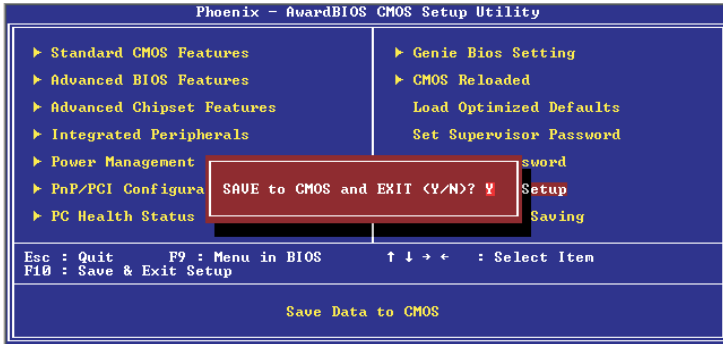 Phoenix – AwardBIOS CMOS Setup Utility
▶ Standard CMOS Features
▶ Advanced BIOS Features
▶ Advanced Chipset Features
▶ Integrated Peripherals
▶ Power Management
▶ PnP/PCI Configura
▶ PC Health Status
▶ Genie Bios Setting
▶ CMOS Reloaded
Load Optimized Defaults
Set Supervisor Password
sword
Setup
Saving
SAVE to CMOS and EXIT (Y/N)? Y
Esc : Quit F9 : Menu in BIOS ↑ ↓ → ← : Select Item
F10 : Save & Exit Setup
Save Data to CMOS